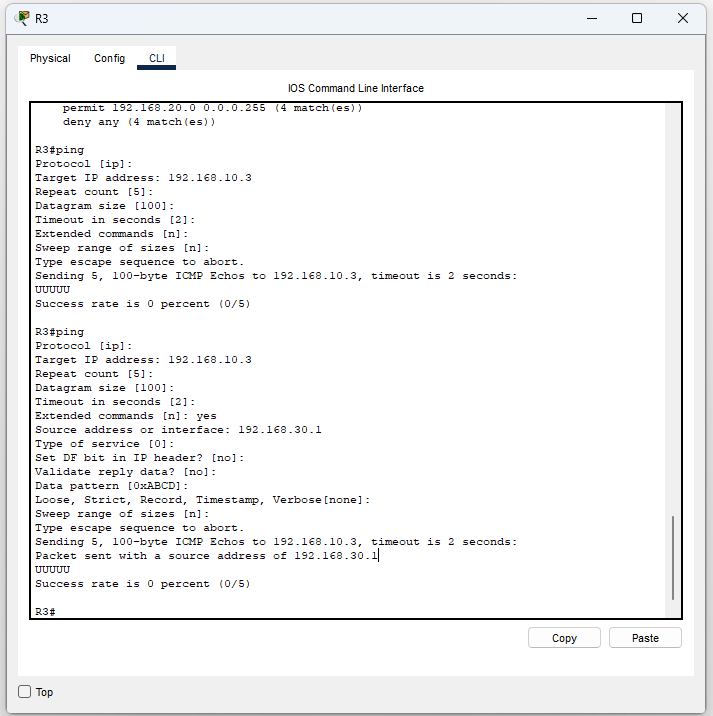 R3
Physical Config CLI
IOS Command Line Interface
permit 192.168.20.0 0.0.0.255 (4 match(es))
deny any (4 match(es))
R3#ping
Protocol [ip]:
Target IP address: 192.168.10.3
Repeat count [5]:
Datagram size [100]:
Timeout in seconds [2]:
Extended commands [n]:
Sweep range of sizes [n]:
Type escape sequence to abort.
Sending 5, 100-byte ICMP Echos to 192.168.10.3, timeout is 2 seconds:
UUUUU
Success rate is 0 percent (0/5)
R3#ping
Protocol [ip]:
Target IP address: 192.168.10.3
Repeat count [5]:
Datagram size [100]:
Timeout in seconds [2]:
Extended commands [n]: yes
Source address or interface: 192.168.30.1
Type of service [0]:
Set DF bit in IP header? [no]:
Validate reply data? [no]:
Data pattern [0xABCD]:
Loose, Strict, Record, Timestamp, Verbose[none]:
Sweep range of sizes [n]:
Type escape sequence to abort.
Sending 5, 100-byte ICMP Echos to 192.168.10.3, timeout is 2 seconds:
Packet sent with a source address of 192.168.30.1
UUUUU
Success rate is 0 percent (0/5)
R3#
Copy Paste
Top